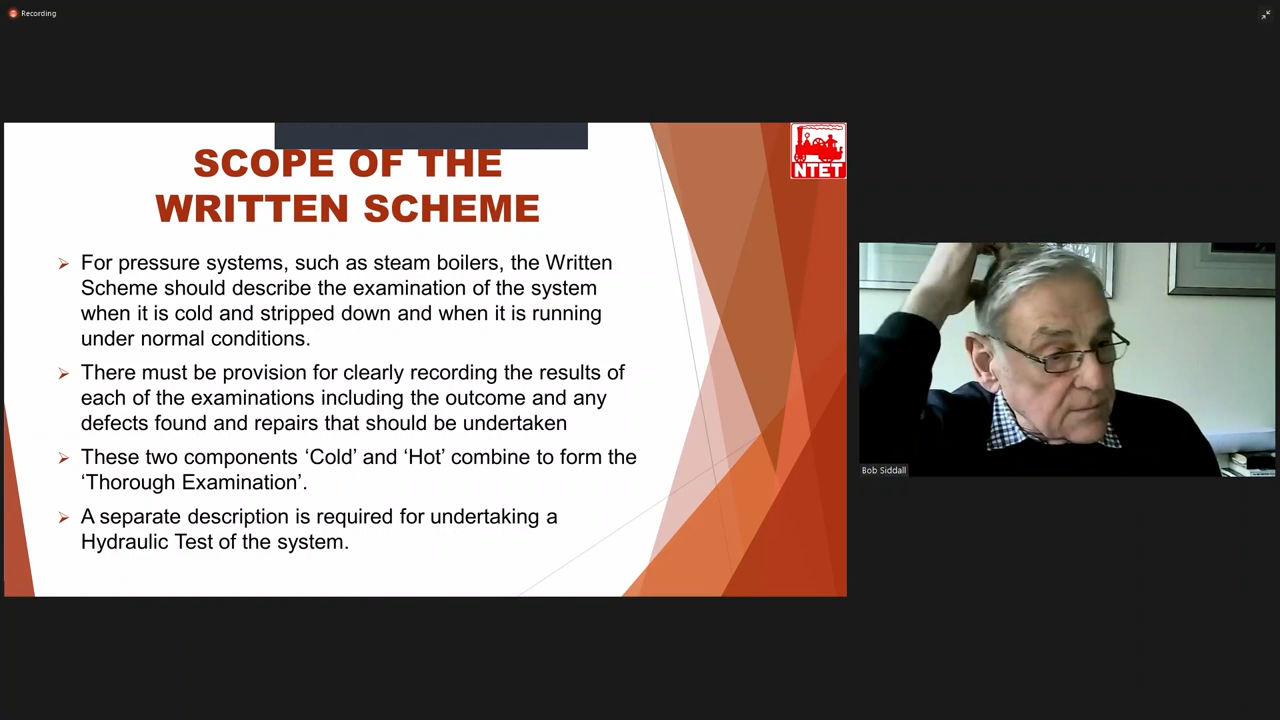 Recording
SCOPE OF THE
WRITTEN SCHEME
NTET
➢ For pressure systems, such as steam boilers, the Written
Scheme should describe the examination of the system
when it is cold and stripped down and when it is running
under normal conditions.
➢ There must be provision for clearly recording the results of
each of the examinations including the outcome and any
defects found and repairs that should be undertaken
➢ These two components ‘Cold’ and ‘Hot’ combine to form the
‘Thorough Examination’.
➢ A separate description is required for undertaking a
Hydraulic Test of the system.
Bob Siddall